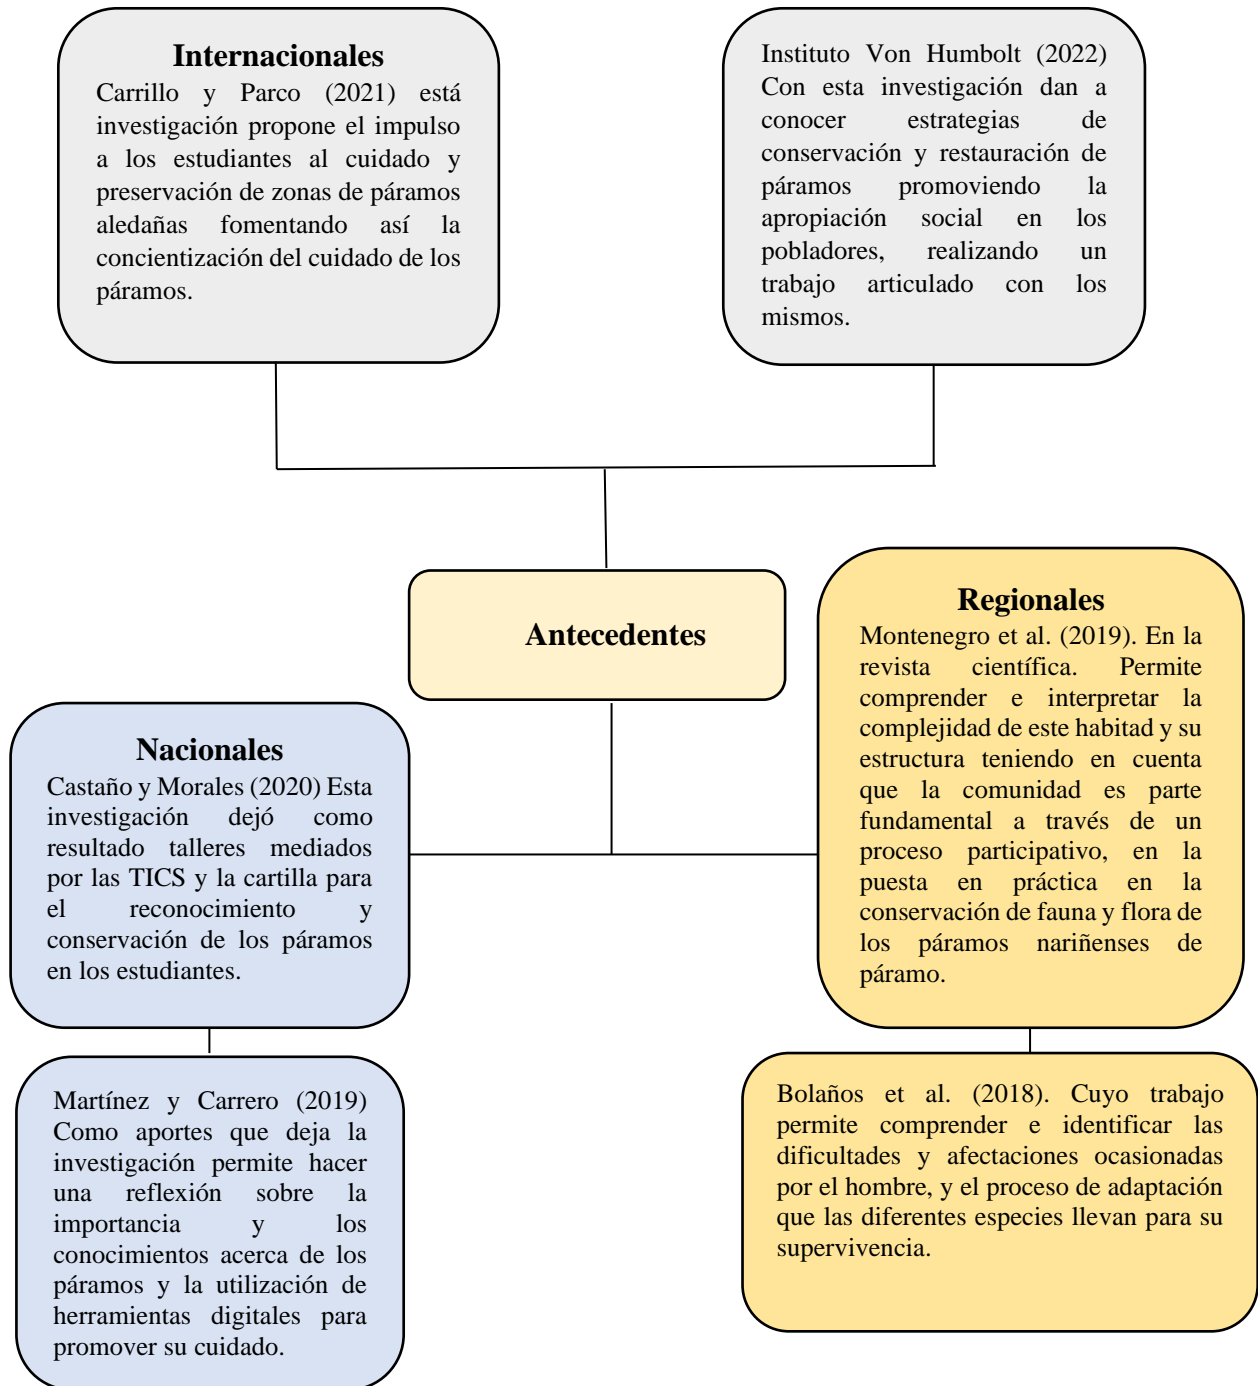 Internacionales
Carrillo y Parco (2021) está
investigación propone el impulso
a los estudiantes al cuidado y
preservación de zonas de páramos
aledañas fomentando así la
concientización del cuidado de los
páramos.
Instituto Von Humbolt (2022)
Con esta investigación dan a
conocer estrategias de
conservación y restauración de
páramos promoviendo la
apropiación social en los
pobladores, realizando un
trabajo articulado con los
mismos.
Antecedentes
Regionales
Montenegro et al. (2019). En la
revista científica. Permite
comprender e interpretar la
complejidad de este habitad y su
estructura teniendo en cuenta
que la comunidad es parte
fundamental a través de un
proceso participativo, en la
puesta en práctica en la
conservación de fauna y flora de
los páramos nariñenses de
páramo.
Nacionales
Castaño y Morales (2020) Esta
investigación dejó como
resultado talleres mediados
por las TICS y la cartilla para
el reconocimiento y
conservación de los páramos
en los estudiantes.
Martínez y Carrero (2019)
Como aportes que deja la
investigación permite hacer
una reflexión sobre la
importancia y los
conocimientos acerca de los
páramos y la utilización de
herramientas digitales para
promover su cuidado.
Bolaños et al. (2018). Cuyo trabajo
permite comprender e identificar las
dificultades y afectaciones ocasionadas
por el hombre, y el proceso de adaptación
que las diferentes especies llevan para su
supervivencia.